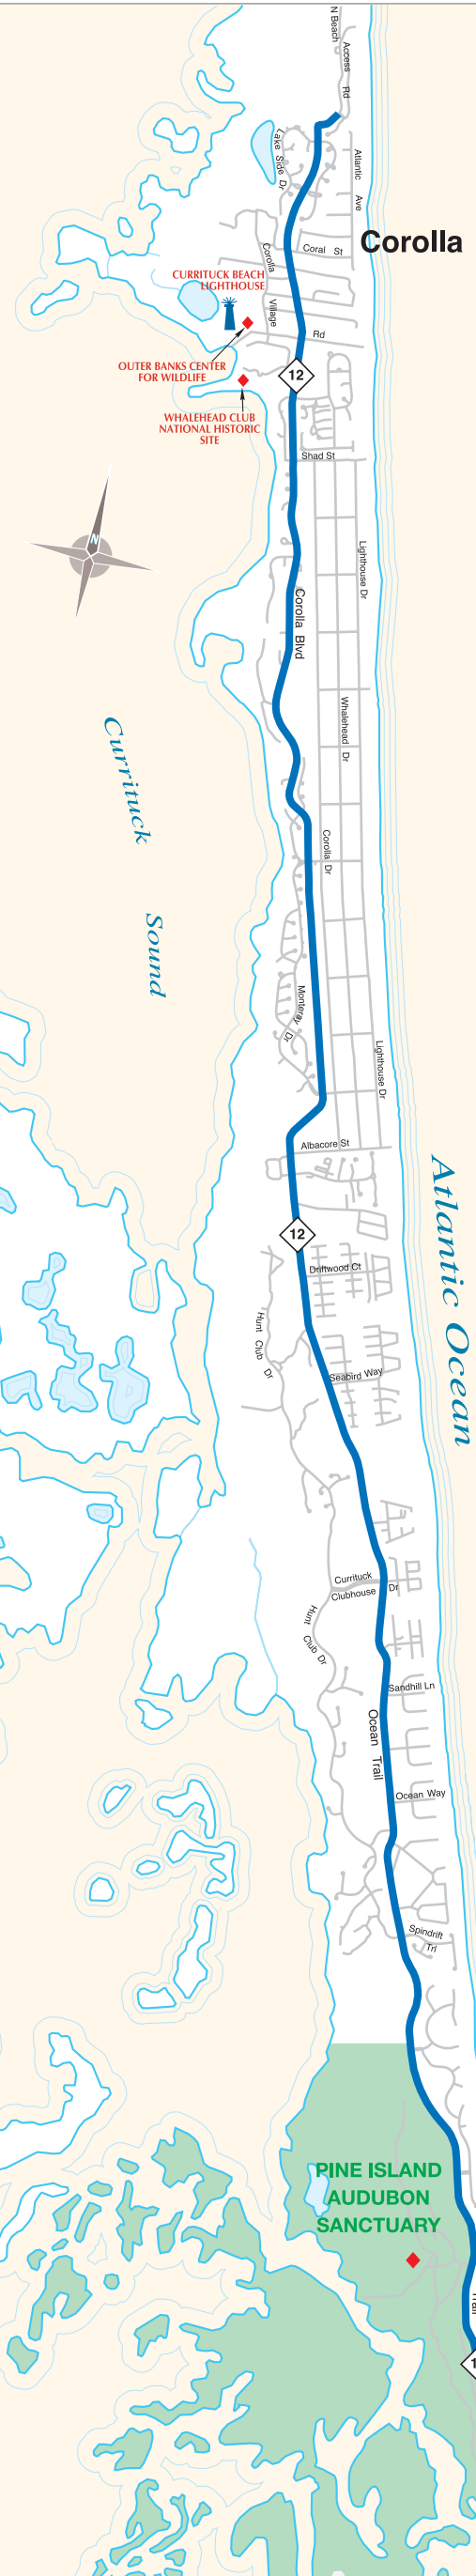 N Beach
Access Rd
Lake Side Dr
Atlantic Ave
Corolla
Coral St
Corolla
Village
Rd
CURRITUCK BEACH
LIGHTHOUSE
OUTER BANKS CENTER
FOR WILDLIFE
12
WHALEHEAD CLUB
NATIONAL HISTORIC
SITE
Shad St
N
Lighthouse Dr
Corolla Blvd
Whalehead Dr
Currituck
Sound
Corolla Dr
Monteray Dr
Lighthouse Dr
Albacore St
Atlantic Ocean
12
Driftwood Ct
Hunt Club Dr
Seabird Way
Currituck
Clubhouse Dr
Hunt Club Dr
Sandhill Ln
Ocean Trail
Ocean Way
Spindrift
Trl
PINE ISLAND
AUDUBON
SANCTUARY